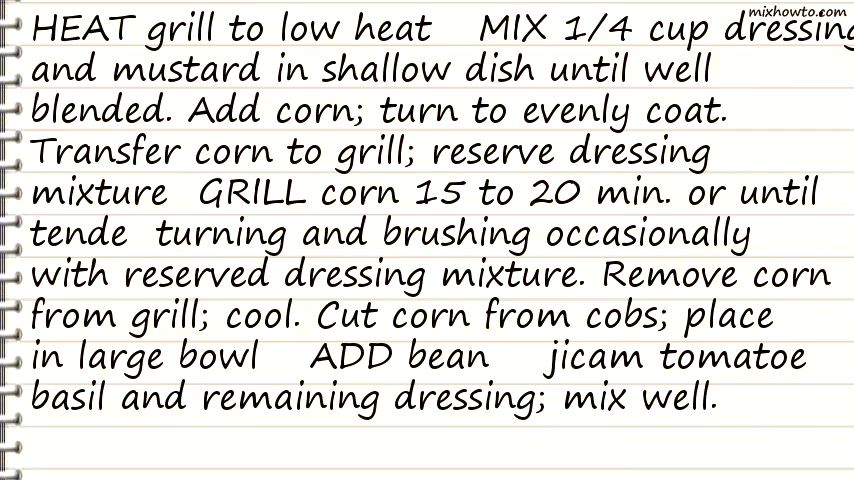 mixhowto.com
HEAT grill to low heat MIX 1/4 cup dressing
and mustard in shallow dish until well
blended. Add corn; turn to evenly coat.
Transfer corn to grill; reserve dressing
mixture GRILL corn 15 to 20 min. or until
tende turning and brushing occasionally
with reserved dressing mixture. Remove corn
from grill; cool. Cut corn from cobs; place
in large bowl ADD bean jicam tomatoe
basil and remaining dressing; mix well.